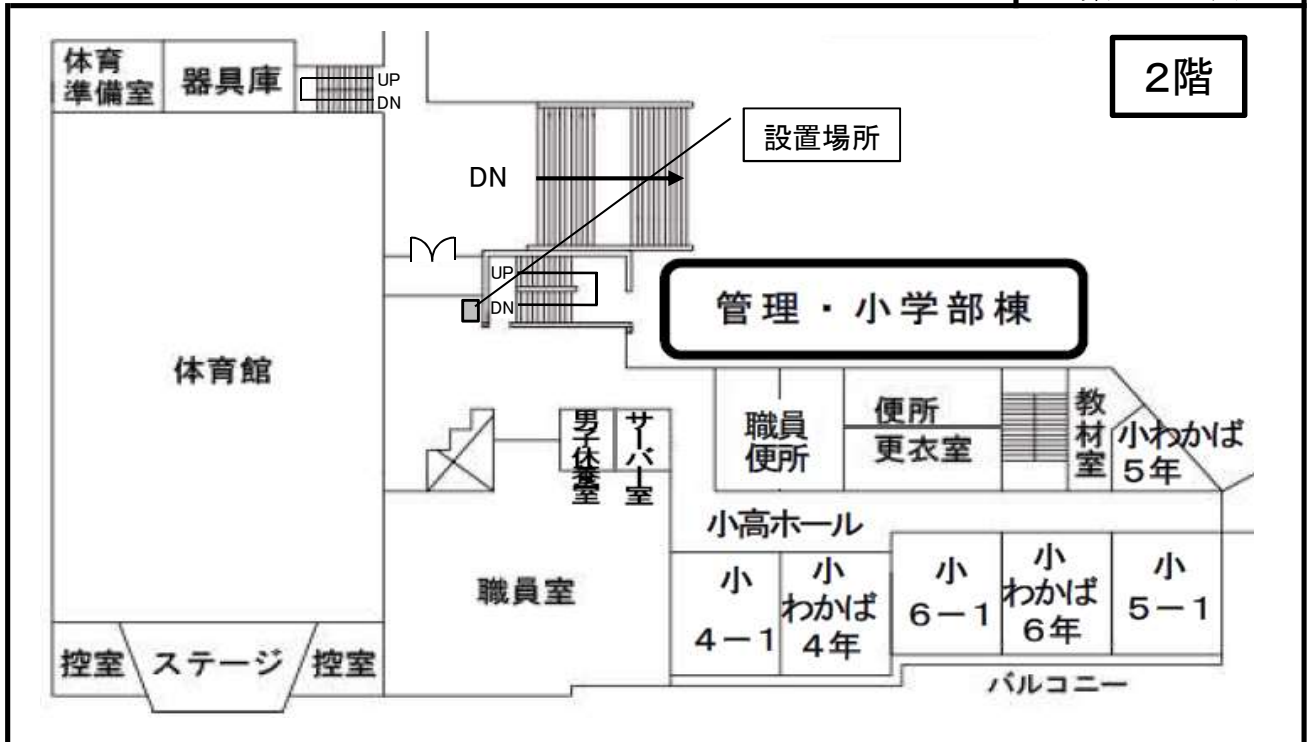 2階
体育
準備室
器具庫
UP
DN
設置場所
DN
UP
DN
管理・小学部棟
体育館
男子休養室
サーバー室
職員
便所
便所
更衣室
教材室
小わかば
5年
小高ホール
職員室
小
4－1
小
わかば
4年
小
6－1
小
わかば
6年
小
5－1
控室
ステージ
控室
バルコニー